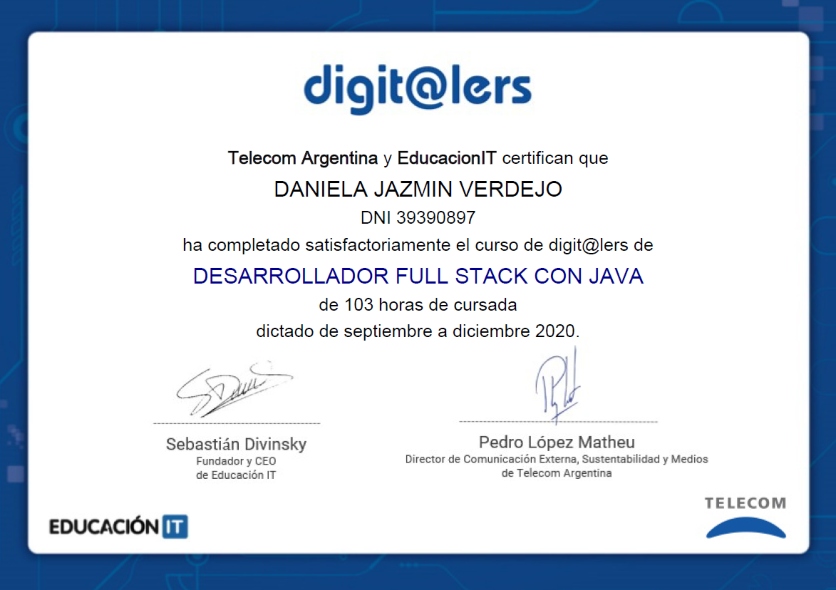 digit@lers
Telecom Argentina y EducacionIT certifican que
DANIELA JAZMIN VERDEJO
DNI 39390897
ha completado satisfactoriamente el curso de digit@lers de
DESARROLLADOR FULL STACK CON JAVA
de 103 horas de cursada
dictado de septiembre a diciembre 2020.
Sebastián Divinsky
Fundador y CEO
de Educación IT
Pedro López Matheu
Director de Comunicación Externa, Sustentabilidad y Medios
de Telecom Argentina
EDUCACIÓN IT
TELECOM